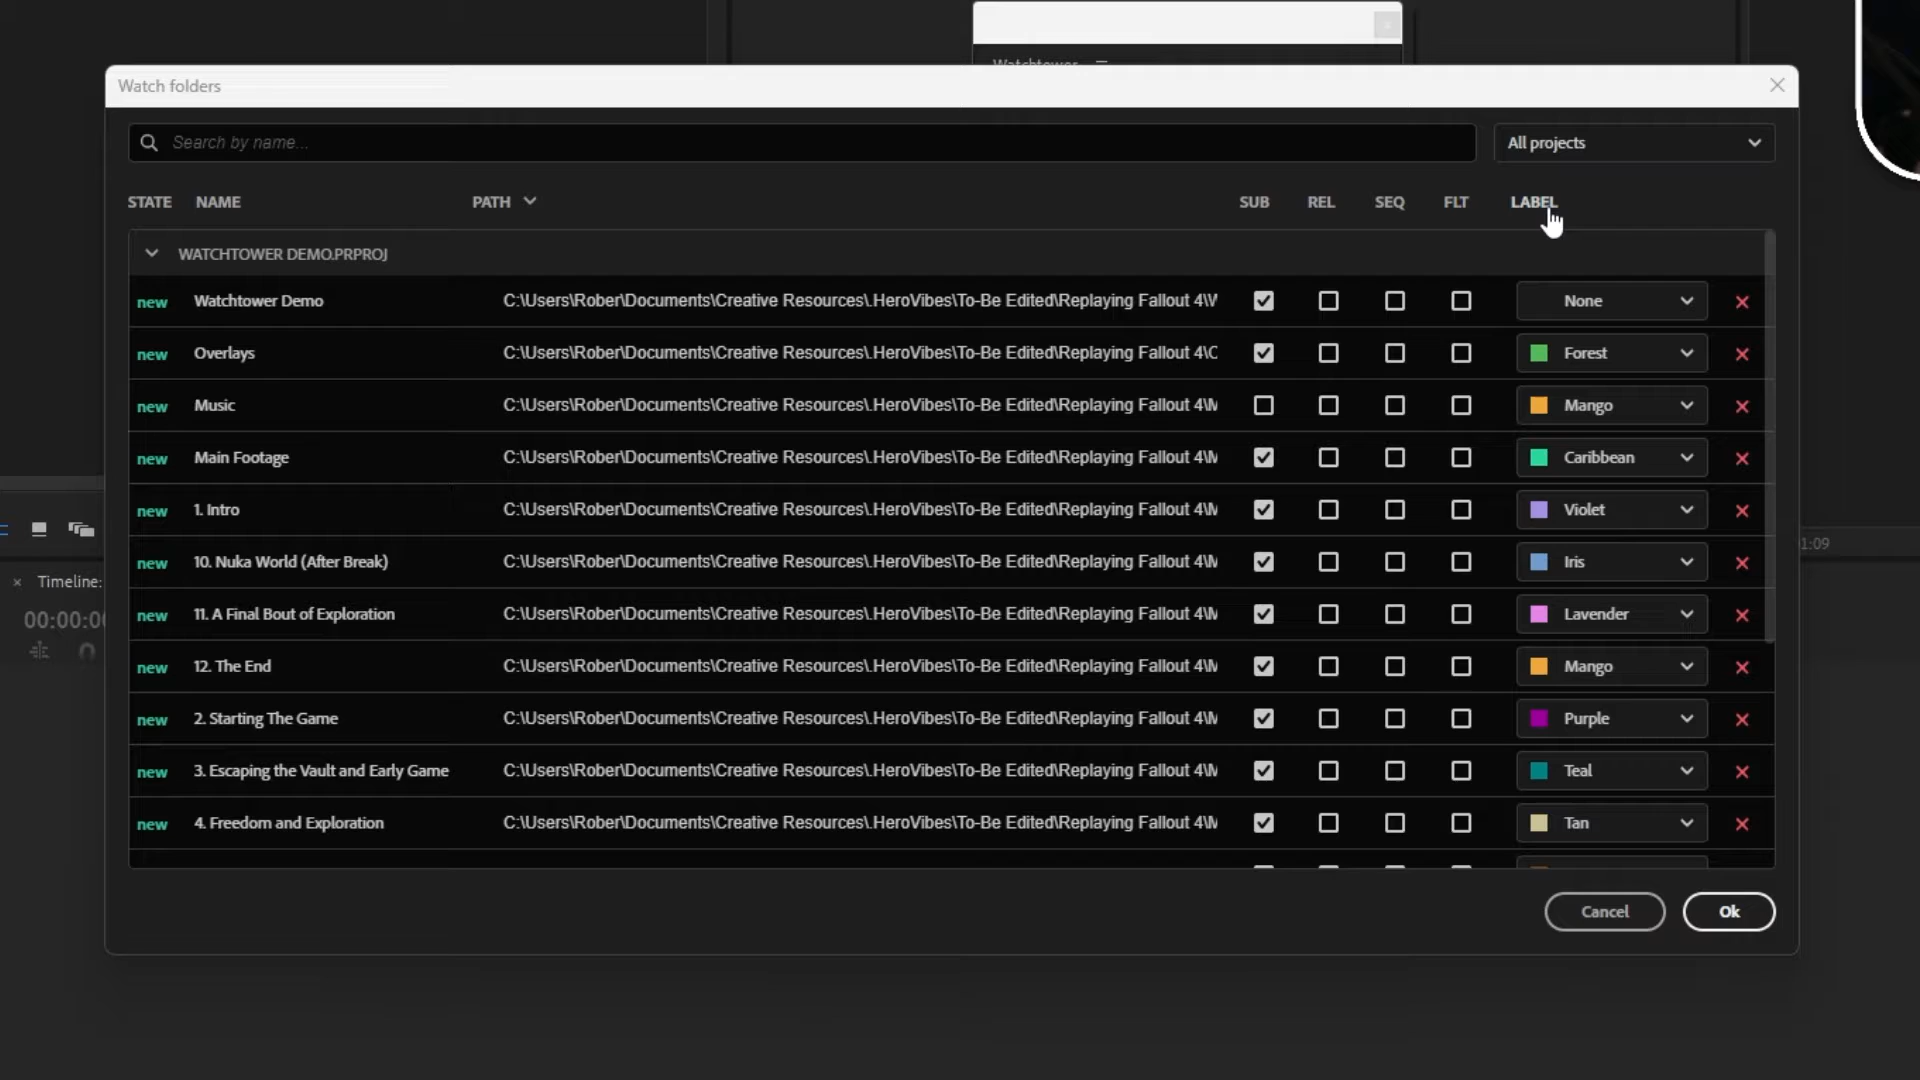 Watchtower
Watch folders
Search by name...
All projects
STATE NAME PATH SUB REL SEQ FLT LABEL
WATCHTOWER DEMO.PRPROJ
new Watchtower Demo C:\Users\Rober\Documents\Creative Resources\.HeroVibes\To-Be Edited\Replaying Fallout 4\W None
new Overlays C:\Users\Rober\Documents\Creative Resources\.HeroVibes\To-Be Edited\Replaying Fallout 4\O Forest
new Music C:\Users\Rober\Documents\Creative Resources\.HeroVibes\To-Be Edited\Replaying Fallout 4\M Mango
new Main Footage C:\Users\Rober\Documents\Creative Resources\.HeroVibes\To-Be Edited\Replaying Fallout 4\M Caribbean
new 1. Intro C:\Users\Rober\Documents\Creative Resources\.HeroVibes\To-Be Edited\Replaying Fallout 4\M Violet
new 10. Nuka World (After Break) C:\Users\Rober\Documents\Creative Resources\.HeroVibes\To-Be Edited\Replaying Fallout 4\M Iris
new 11. A Final Bout of Exploration C:\Users\Rober\Documents\Creative Resources\.HeroVibes\To-Be Edited\Replaying Fallout 4\M Lavender
new 12. The End C:\Users\Rober\Documents\Creative Resources\.HeroVibes\To-Be Edited\Replaying Fallout 4\M Mango
new 2. Starting The Game C:\Users\Rober\Documents\Creative Resources\.HeroVibes\To-Be Edited\Replaying Fallout 4\M Purple
new 3. Escaping the Vault and Early Game C:\Users\Rober\Documents\Creative Resources\.HeroVibes\To-Be Edited\Replaying Fallout 4\M Teal
new 4. Freedom and Exploration C:\Users\Rober\Documents\Creative Resources\.HeroVibes\To-Be Edited\Replaying Fallout 4\M Tan
Cancel Ok
Timeline:
00:00:0
1:09